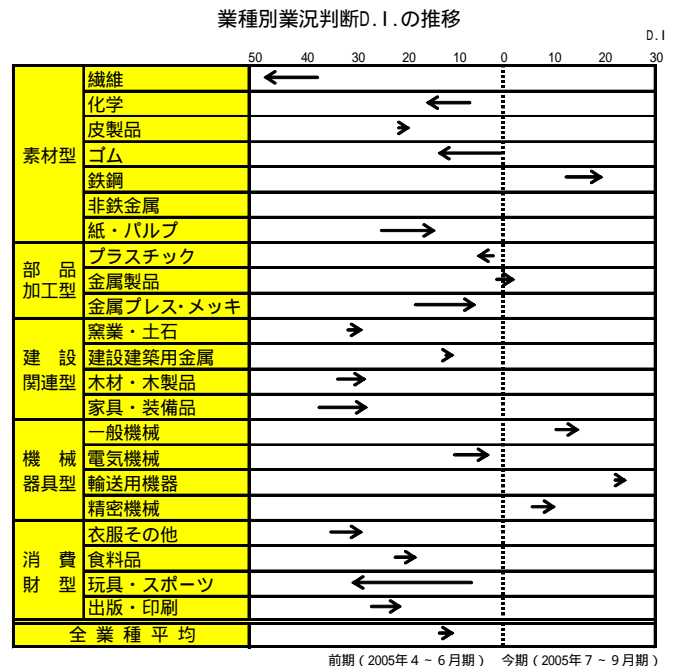 業種別業況判断D.I.の推移
D.I
50 40 30 20 10 0 10 20 30
素材型
繊維
化学
皮製品
ゴム
鉄鋼
非鉄金属
紙・パルプ
部 品
加工型
プラスチック
金属製品
金属プレス・メッキ
建 設
関連型
窯業・土石
建設建築用金属
木材・木製品
家具・装備品
機 械
器具型
一般機械
電気機械
輸送用機器
精密機械
消 費
財 型
衣服その他
食料品
玩具・スポーツ
出版・印刷
全 業 種 平 均
前期(2005年4~6月期) 今期(2005年7~9月期)